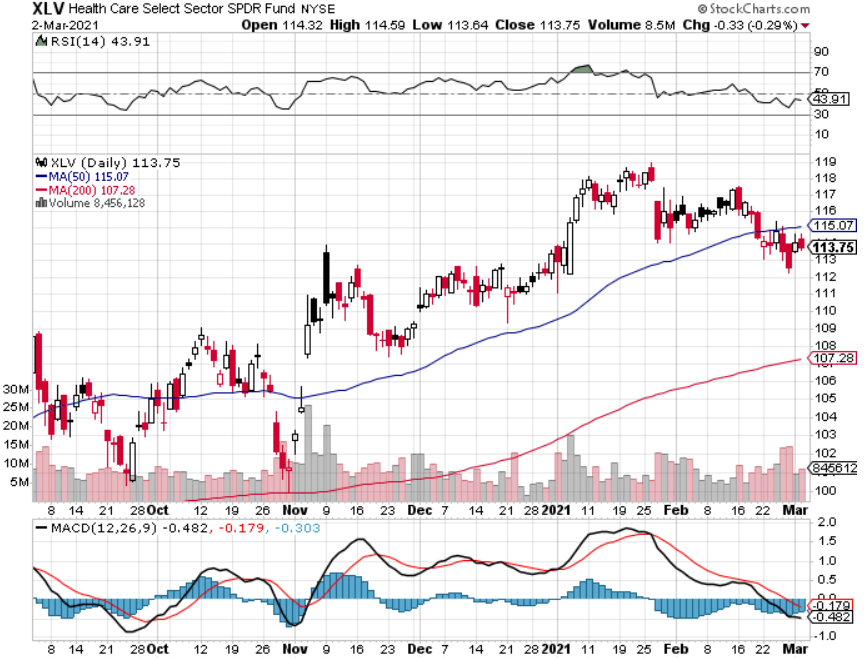 XLV Health Care Select Sector SPDR Fund NYSE © StockCharts.com
2-Mar-2021 Open 114.32 High 114.59 Low 113.64 Close 113.75 Volume 8.5M Chg -0.33 (-0.29%)
RSI(14) 43.91
90
70
43.91
30
10
XLV (Daily) 113.75
MA(50) 115.07
MA(200) 107.28
Volume 8,456,128
119
118
117
116
115.07
113.75
113
112
111
110
109
108
107.28
106
105
104
103
102
100
30M
25M
20M
15M
10M
5M
845612
8 14 21 28 Oct 12 19 26 Nov 9 16 23 Dec 7 14 21 28 2021 11 19 25 Feb 8 16 22 Mar
MACD(12,26,9) -0.482, -0.179, -0.303
2.0
1.5
1.0
0.5
0.0
-0.179
-0.482
-1.0
8 14 21 28 Oct 12 19 26 Nov 9 16 23 Dec 7 14 21 28 2021 11 19 25 Feb 8 16 22 Mar